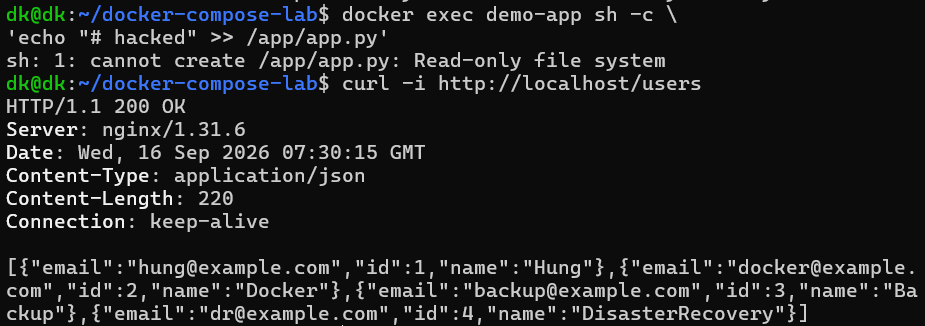 dk@dk:~/docker-compose-lab$ docker exec demo-app sh -c \
'echo "# hacked" >> /app/app.py'
sh: 1: cannot create /app/app.py: Read-only file system
dk@dk:~/docker-compose-lab$ curl -i http://localhost/users
HTTP/1.1 200 OK
Server: nginx/1.31.6
Date: Wed, 16 Sep 2026 07:30:15 GMT
Content-Type: application/json
Content-Length: 220
Connection: keep-alive

[{"email":"hung@example.com","id":1,"name":"Hung"},{"email":"docker@example.
com","id":2,"name":"Docker"},{"email":"backup@example.com","id":3,"name":"Ba
ckup"},{"email":"dr@example.com","id":4,"name":"DisasterRecovery"}]